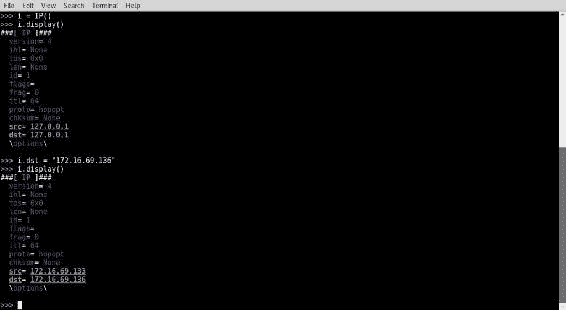 File Edit View Search Terminal Help
>>> i = IP()
>>> i.display()
###[ IP ]###
version= 4
ihl= None
tos= 0x0
len= None
id= 1
flags=
frag= 0
ttl= 64
proto= hopopt
chksum= None
src= 127.0.0.1
dst= 127.0.0.1
\options\
>>> i.dst = "172.16.69.136"
>>> i.display()
###[ IP ]###
version= 4
ihl= None
tos= 0x0
len= None
id= 1
flags=
frag= 0
ttl= 64
proto= hopopt
chksum= None
src= 172.16.69.133
dst= 172.16.69.136
\options\
>>>